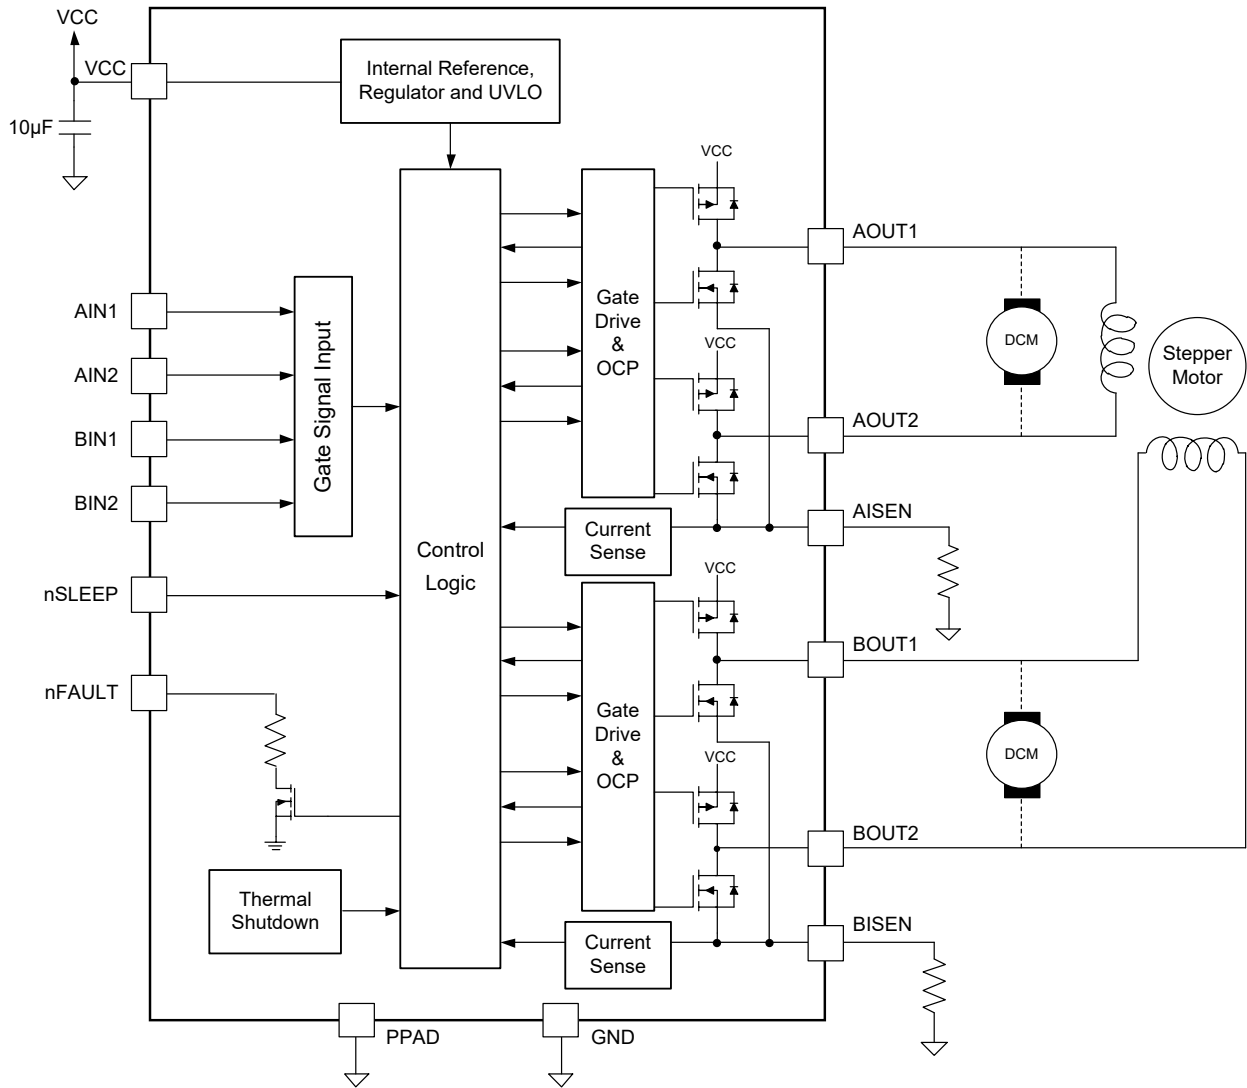 VCC
VCC
10µF
Internal Reference,
Regulator and UVLO
AIN1
AIN2
BIN1
BIN2
Gate Signal Input
nSLEEP
nFAULT
Thermal
Shutdown
Control
Logic
Gate
Drive
&
OCP
VCC
VCC
Current
Sense
Gate
Drive
&
OCP
VCC
VCC
Current
Sense
AOUT1
AOUT2
AISEN
BOUT1
BOUT2
BISEN
DCM
Stepper
Motor
DCM
PPAD
GND